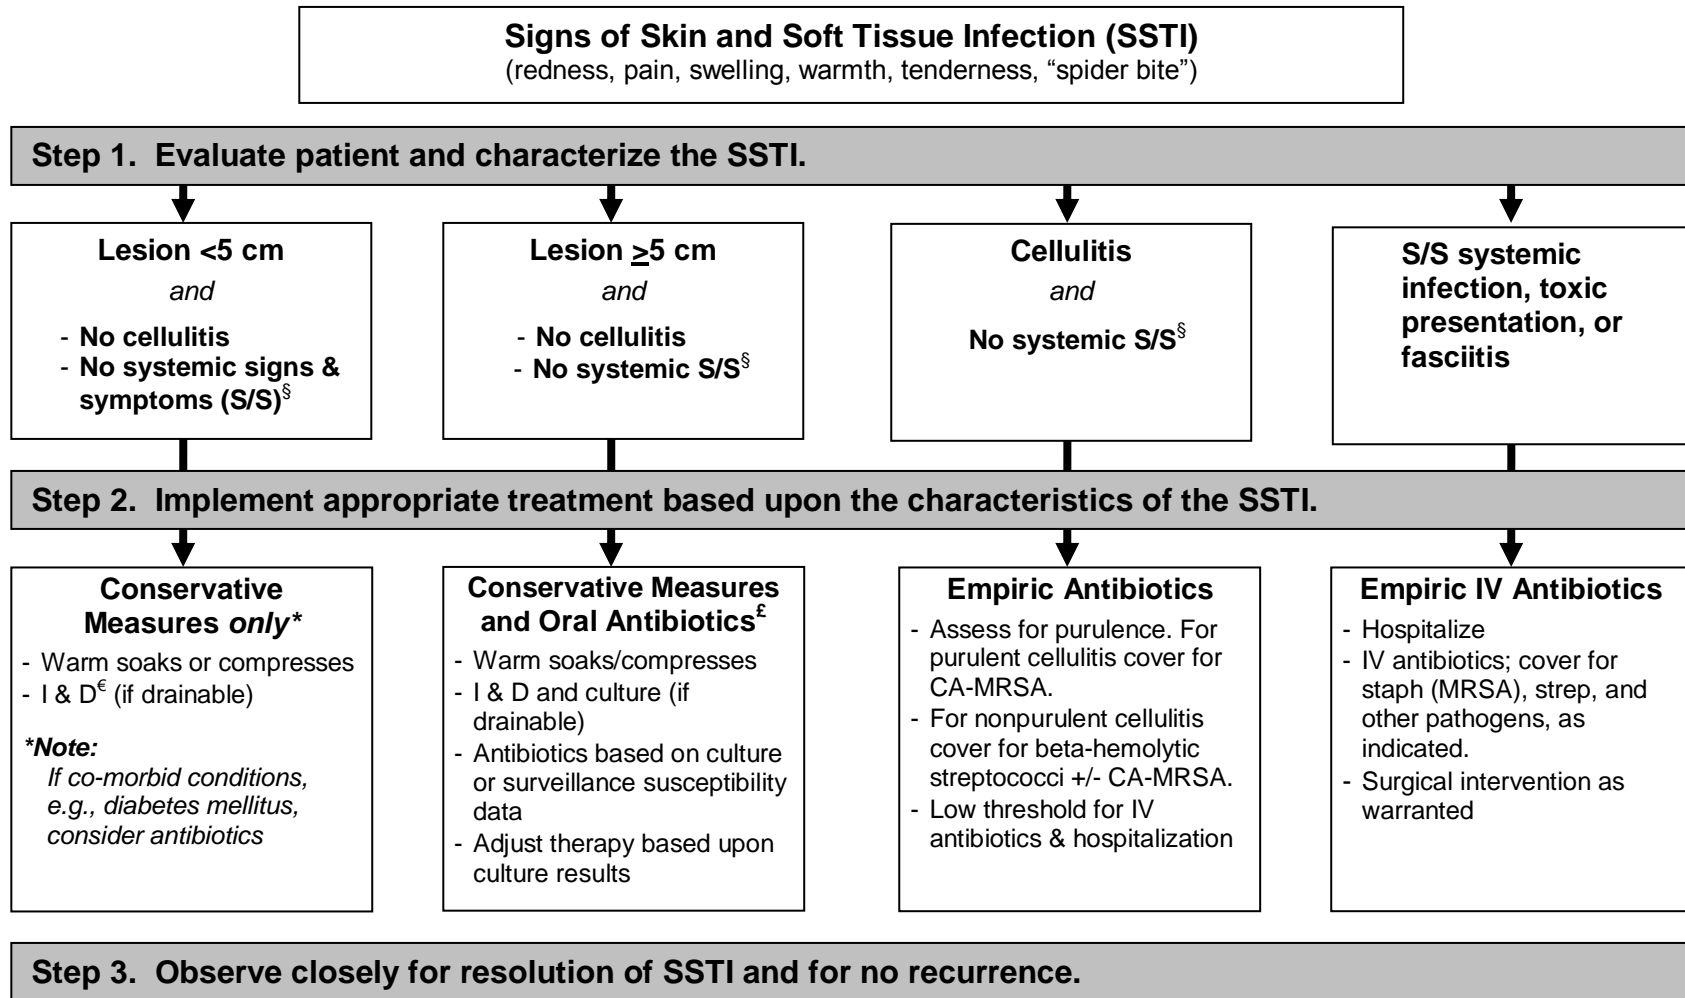 Signs of Skin and Soft Tissue Infection (SSTI)
(redness, pain, swelling, warmth, tenderness, “spider bite”)
Step 1.  Evaluate patient and characterize the SSTI.
Lesion <5 cm
and
- No cellulitis
- No systemic signs &
symptoms (S/S)§
Lesion ≥5 cm
and
- No cellulitis
- No systemic S/S§
Cellulitis
and
No systemic S/S§
S/S systemic
infection, toxic
presentation, or
fasciitis
Step 2.  Implement appropriate treatment based upon the characteristics of the SSTI.
Conservative
Measures only*
- Warm soaks or compresses
- I & D€ (if drainable)
*Note:
If co-morbid conditions,
e.g., diabetes mellitus,
consider antibiotics
Conservative Measures
and Oral Antibiotics£
- Warm soaks/compresses
- I & D and culture (if
drainable)
- Antibiotics based on culture
or surveillance susceptibility
data
- Adjust therapy based upon
culture results
Empiric Antibiotics
- Assess for purulence. For
purulent cellulitis cover for
CA-MRSA.
- For nonpurulent cellulitis
cover for beta-hemolytic
streptococci +/- CA-MRSA.
- Low threshold for IV
antibiotics & hospitalization
Empiric IV Antibiotics
- Hospitalize
- IV antibiotics; cover for
staph (MRSA), strep, and
other pathogens, as
indicated.
- Surgical intervention as
warranted
Step 3.  Observe closely for resolution of SSTI and for no recurrence.